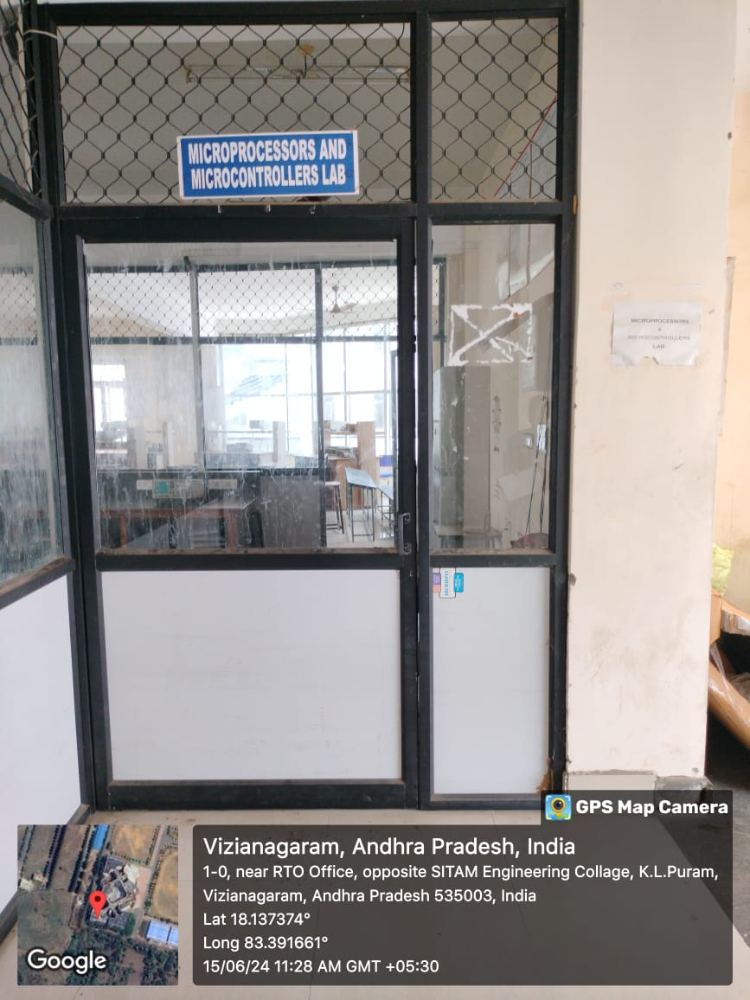 MICROPROCESSORS AND
MICROCONTROLLERS LAB
MICROPROCESSORS
&
MICROCONTROLLERS
LAB
GPS Map Camera
Vizianagaram, Andhra Pradesh, India
1-0, near RTO Office, opposite SITAM Engineering Collage, K.L.Puram,
Vizianagaram, Andhra Pradesh 535003, India
Lat 18.137374°
Long 83.391661°
15/06/24 11:28 AM GMT +05:30
Google